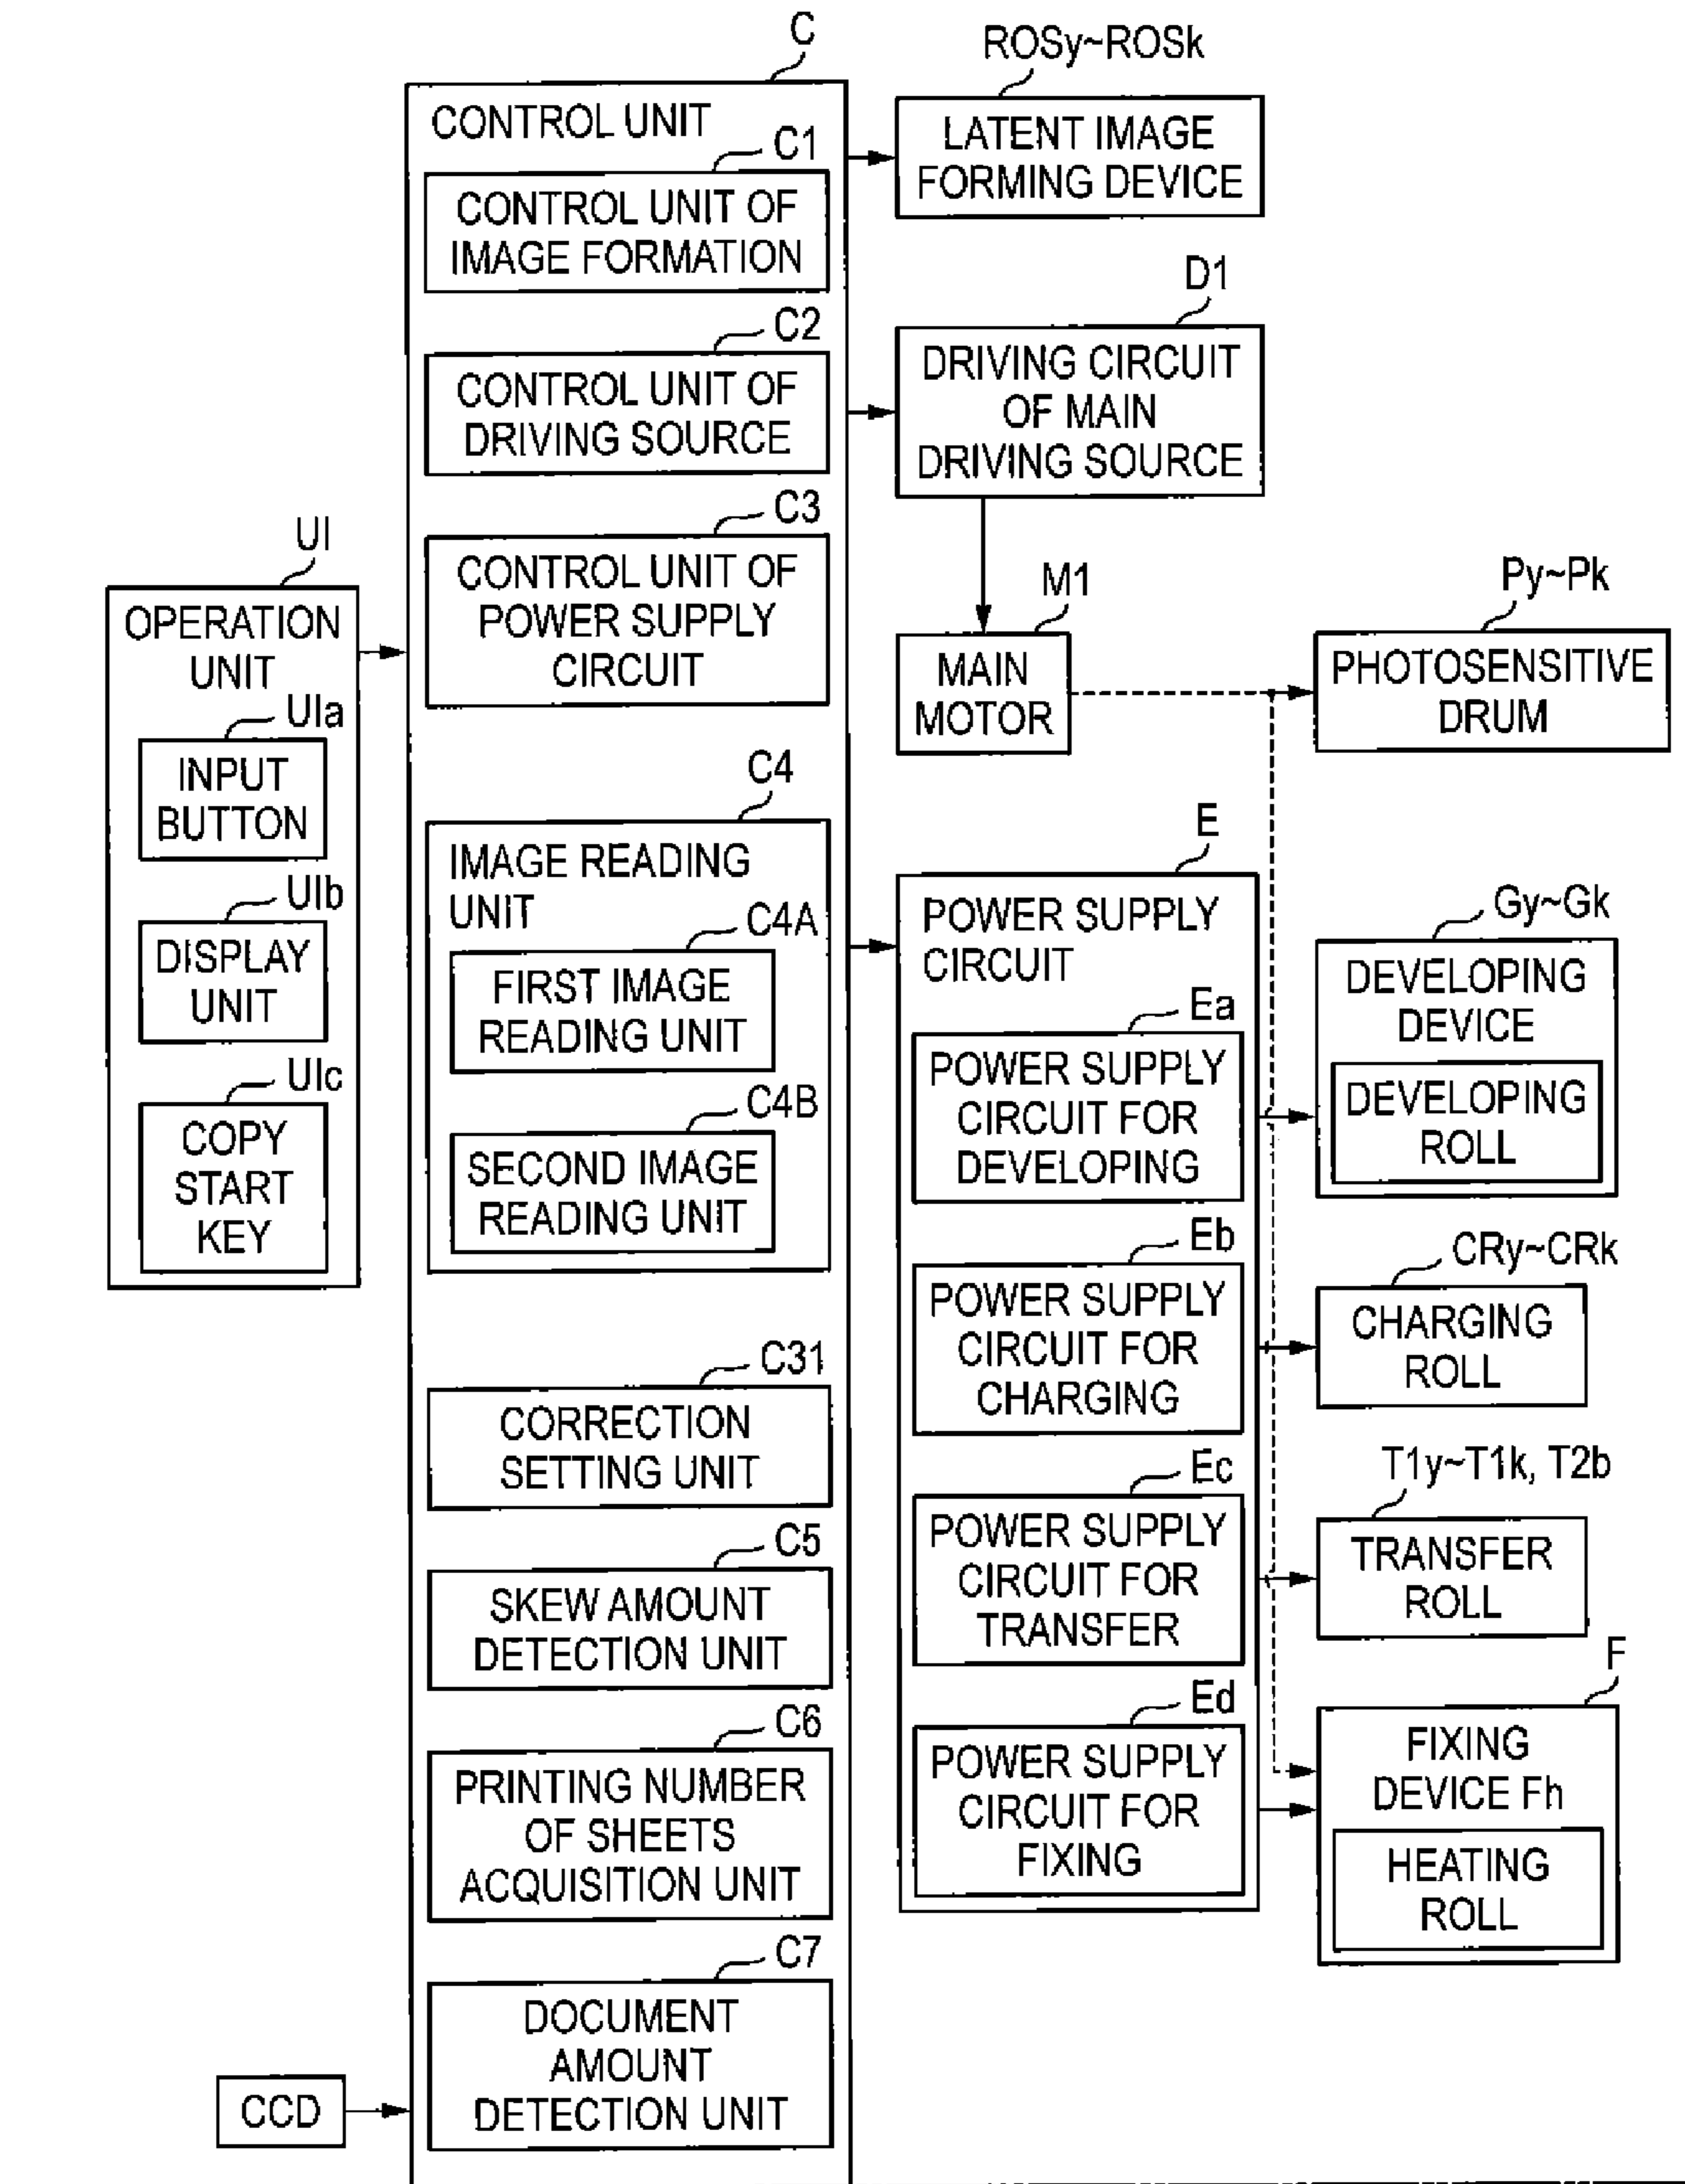 C
CONTROL UNIT
C1
CONTROL UNIT OF
IMAGE FORMATION
C2
CONTROL UNIT OF
DRIVING SOURCE
C3
CONTROL UNIT OF
POWER SUPPLY
CIRCUIT
C4
IMAGE READING
UNIT
C4A
FIRST IMAGE
READING UNIT
C4B
SECOND IMAGE
READING UNIT
C31
CORRECTION
SETTING UNIT
C5
SKEW AMOUNT
DETECTION UNIT
C6
PRINTING NUMBER
OF SHEETS
ACQUISITION UNIT
C7
DOCUMENT
AMOUNT
DETECTION UNIT
UI
OPERATION
UNIT
UIa
INPUT
BUTTON
UIb
DISPLAY
UNIT
UIc
COPY
START
KEY
CCD
ROSy~ROSk
LATENT IMAGE
FORMING DEVICE
D1
DRIVING CIRCUIT
OF MAIN
DRIVING SOURCE
M1
MAIN
MOTOR
Py~Pk
PHOTOSENSITIVE
DRUM
E
POWER SUPPLY
CIRCUIT
Ea
POWER SUPPLY
CIRCUIT FOR
DEVELOPING
Eb
POWER SUPPLY
CIRCUIT FOR
CHARGING
Ec
POWER SUPPLY
CIRCUIT FOR
TRANSFER
Ed
POWER SUPPLY
CIRCUIT FOR
FIXING
Gy~Gk
DEVELOPING
DEVICE
DEVELOPING
ROLL
CRy~CRk
CHARGING
ROLL
T1y~T1k, T2b
TRANSFER
ROLL
F
FIXING
DEVICE Fh
HEATING
ROLL